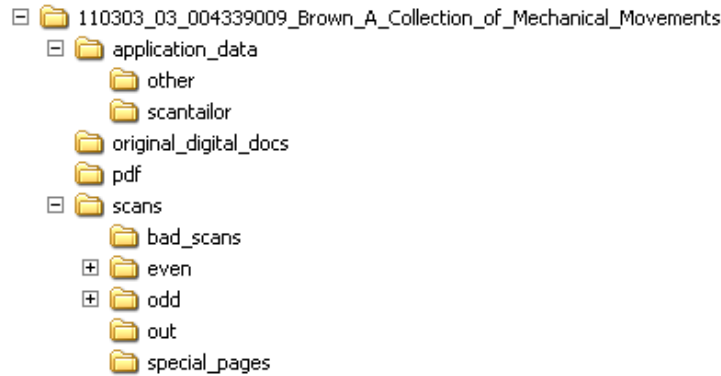 110303_03_004339009_Brown_A_Collection_of_Mechanical_Movements
application_data
other
scantailor
original_digital_docs
pdf
scans
bad_scans
even
odd
out
special_pages